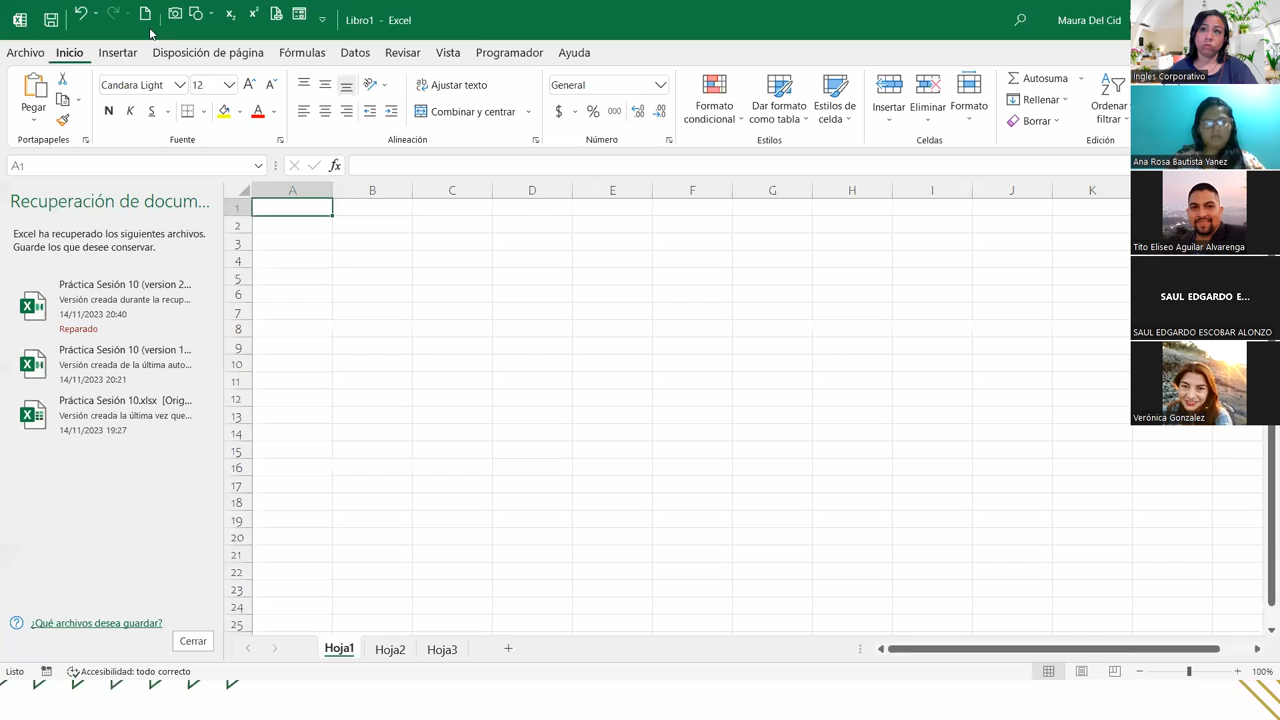 Libro1 - Excel
Maura Del Cid
Archivo Inicio Insertar Disposición de página Fórmulas Datos Revisar Vista Programador Ayuda
Pegar
Portapapeles
Candara Light 12
N K S
Fuente
Ajustar texto
Combinar y centrar
Alineación
General
$ % 000
Número
Formato condicional
Dar formato como tabla
Estilos de celda
Estilos
Insertar
Eliminar
Formato
Celdas
Autosuma
Rellenar
Borrar
Ordenar
filtrar
Edición
A1
fx
Recuperación de docum...
Excel ha recuperado los siguientes archivos.
Guarde los que desee conservar.
Práctica Sesión 10 (version 2...
Versión creada durante la recup...
14/11/2023 20:40
Reparado
Práctica Sesión 10 (version 1...
Versión creada de la última auto...
14/11/2023 20:21
Práctica Sesión 10.xlsx [Orig...
Versión creada la última vez que...
14/11/2023 19:27
¿Qué archivos desea guardar?
Cerrar
A B C D E F G H I J K
1
2
3
4
5
6
7
8
9
10
11
12
13
14
15
16
17
18
19
20
21
22
23
24
25
Hoja1 Hoja2 Hoja3
Listo
Accesibilidad: todo correcto
100%
Ingles Corporativo
Ana Rosa Bautista Yanez
Tito Eliseo Aguilar Alvarenga
SAUL EDGARDO E...
SAUL EDGARDO ESCOBAR ALONZO
Verónica Gonzalez